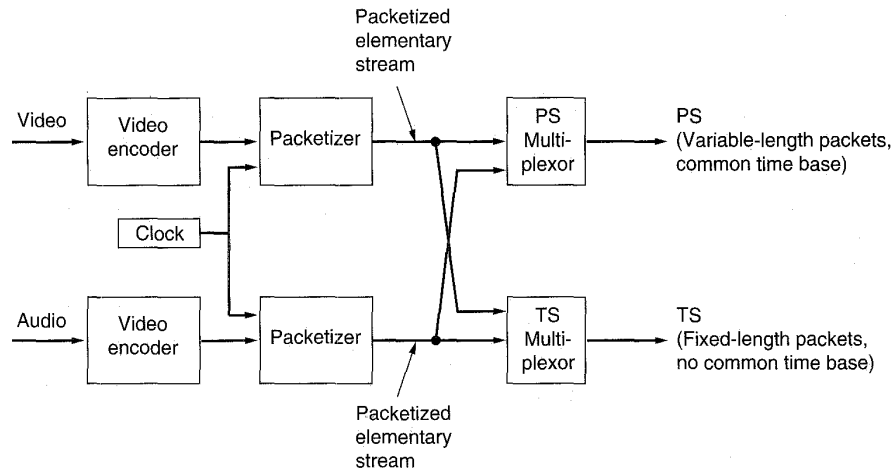 Packetized
elementary
stream
Video
Video
encoder
Packetizer
PS
Multi-
plexor
PS
(Variable-length packets,
common time base)
Clock
Audio
Video
encoder
Packetizer
TS
Multi-
plexor
TS
(Fixed-length packets,
no common time base)
Packetized
elementary
stream